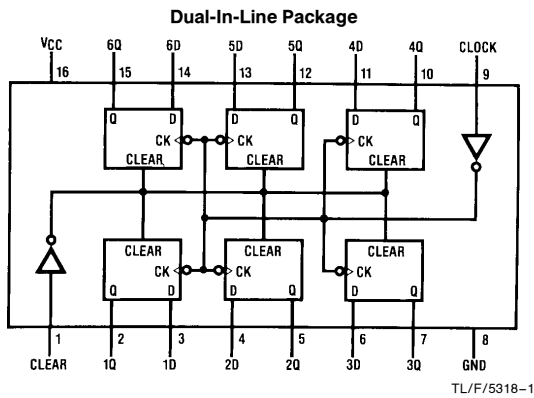 Dual-In-Line Package
VCC 6Q 6D 5D 5Q 4D 4Q CLOCK
16 15 14 13 12 11 10 9
Q D D Q D Q
CK CK CK
CLEAR CLEAR CLEAR
CLEAR CLEAR CLEAR
CK CK CK
Q D D Q D Q
1 2 3 4 5 6 7 8
CLEAR 1Q 1D 2D 2Q 3D 3Q GND
TL/F/5318–1